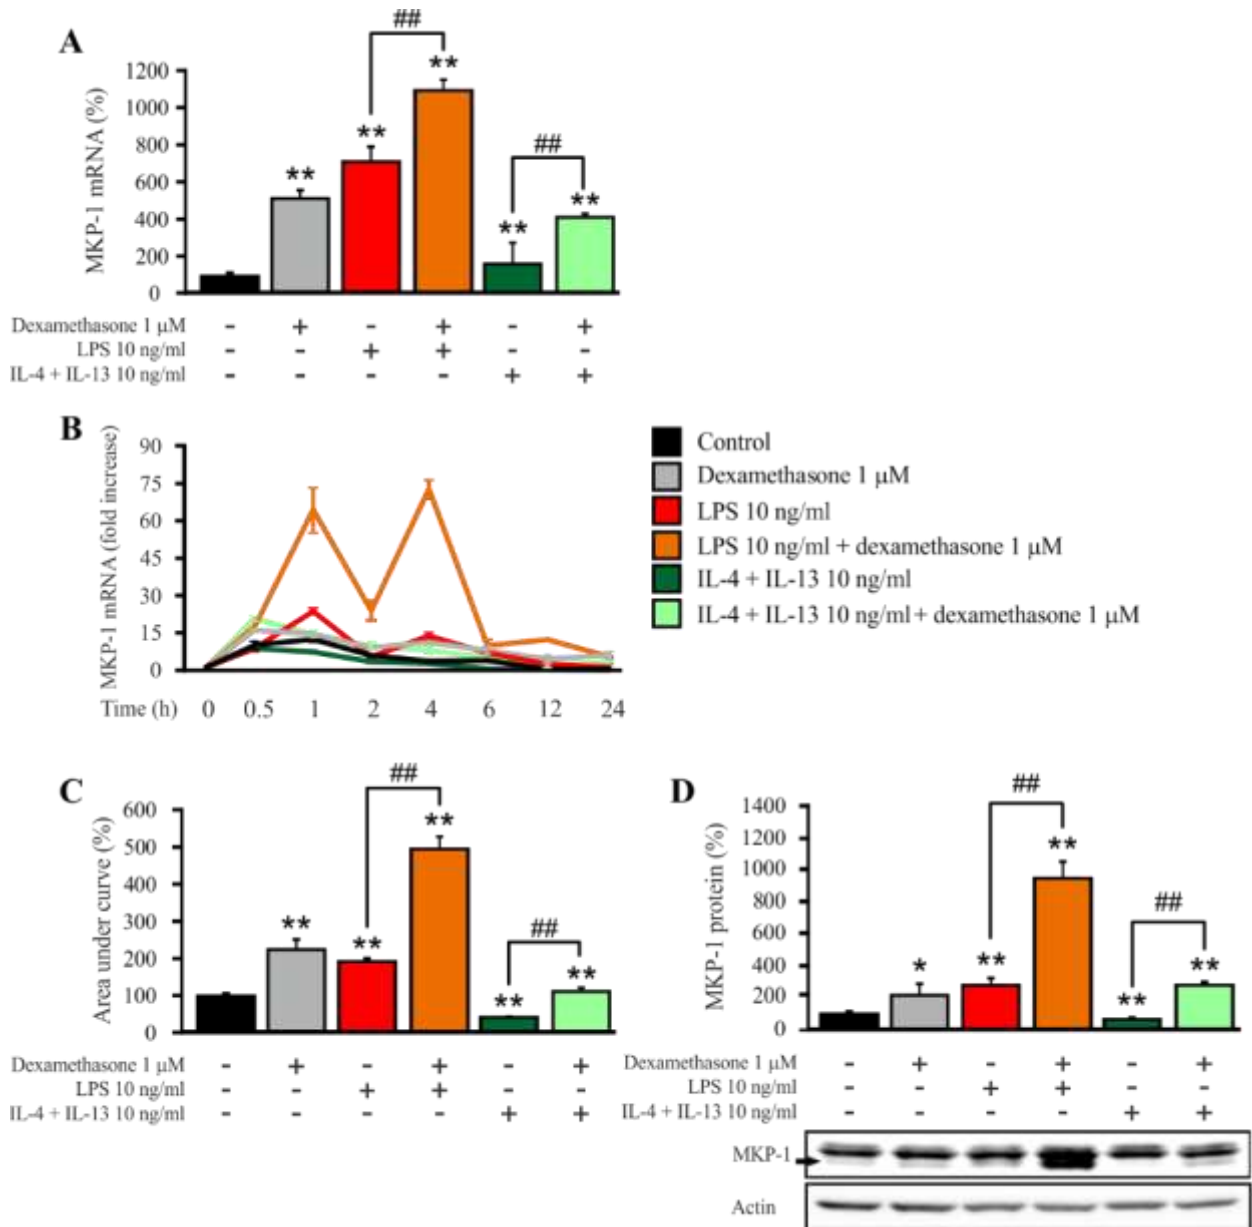 A
##
**
**
**
##
**
**
1200
1000
800
600
400
200
0
MKP-1 mRNA (%)
Dexamethasone 1 μM - + - + - +
LPS 10 ng/ml - - + + - -
IL-4 + IL-13 10 ng/ml - - - - + +
B
90
75
60
45
30
15
0
MKP-1 mRNA (fold increase)
Time (h) 0 0.5 1 2 4 6 12 24
Control
Dexamethasone 1 μM
LPS 10 ng/ml
LPS 10 ng/ml + dexamethasone 1 μM
IL-4 + IL-13 10 ng/ml
IL-4 + IL-13 10 ng/ml + dexamethasone 1 μM
C
##
**
**
**
##
**
**
600
500
400
300
200
100
0
Area under curve (%)
Dexamethasone 1 μM - + - + - +
LPS 10 ng/ml - - + + - -
IL-4 + IL-13 10 ng/ml - - - - + +
D
##
**
##
*
**
**
**
1400
1200
1000
800
600
400
200
0
MKP-1 protein (%)
Dexamethasone 1 μM - + - + - +
LPS 10 ng/ml - - + + - -
IL-4 + IL-13 10 ng/ml - - - - + +
MKP-1
Actin